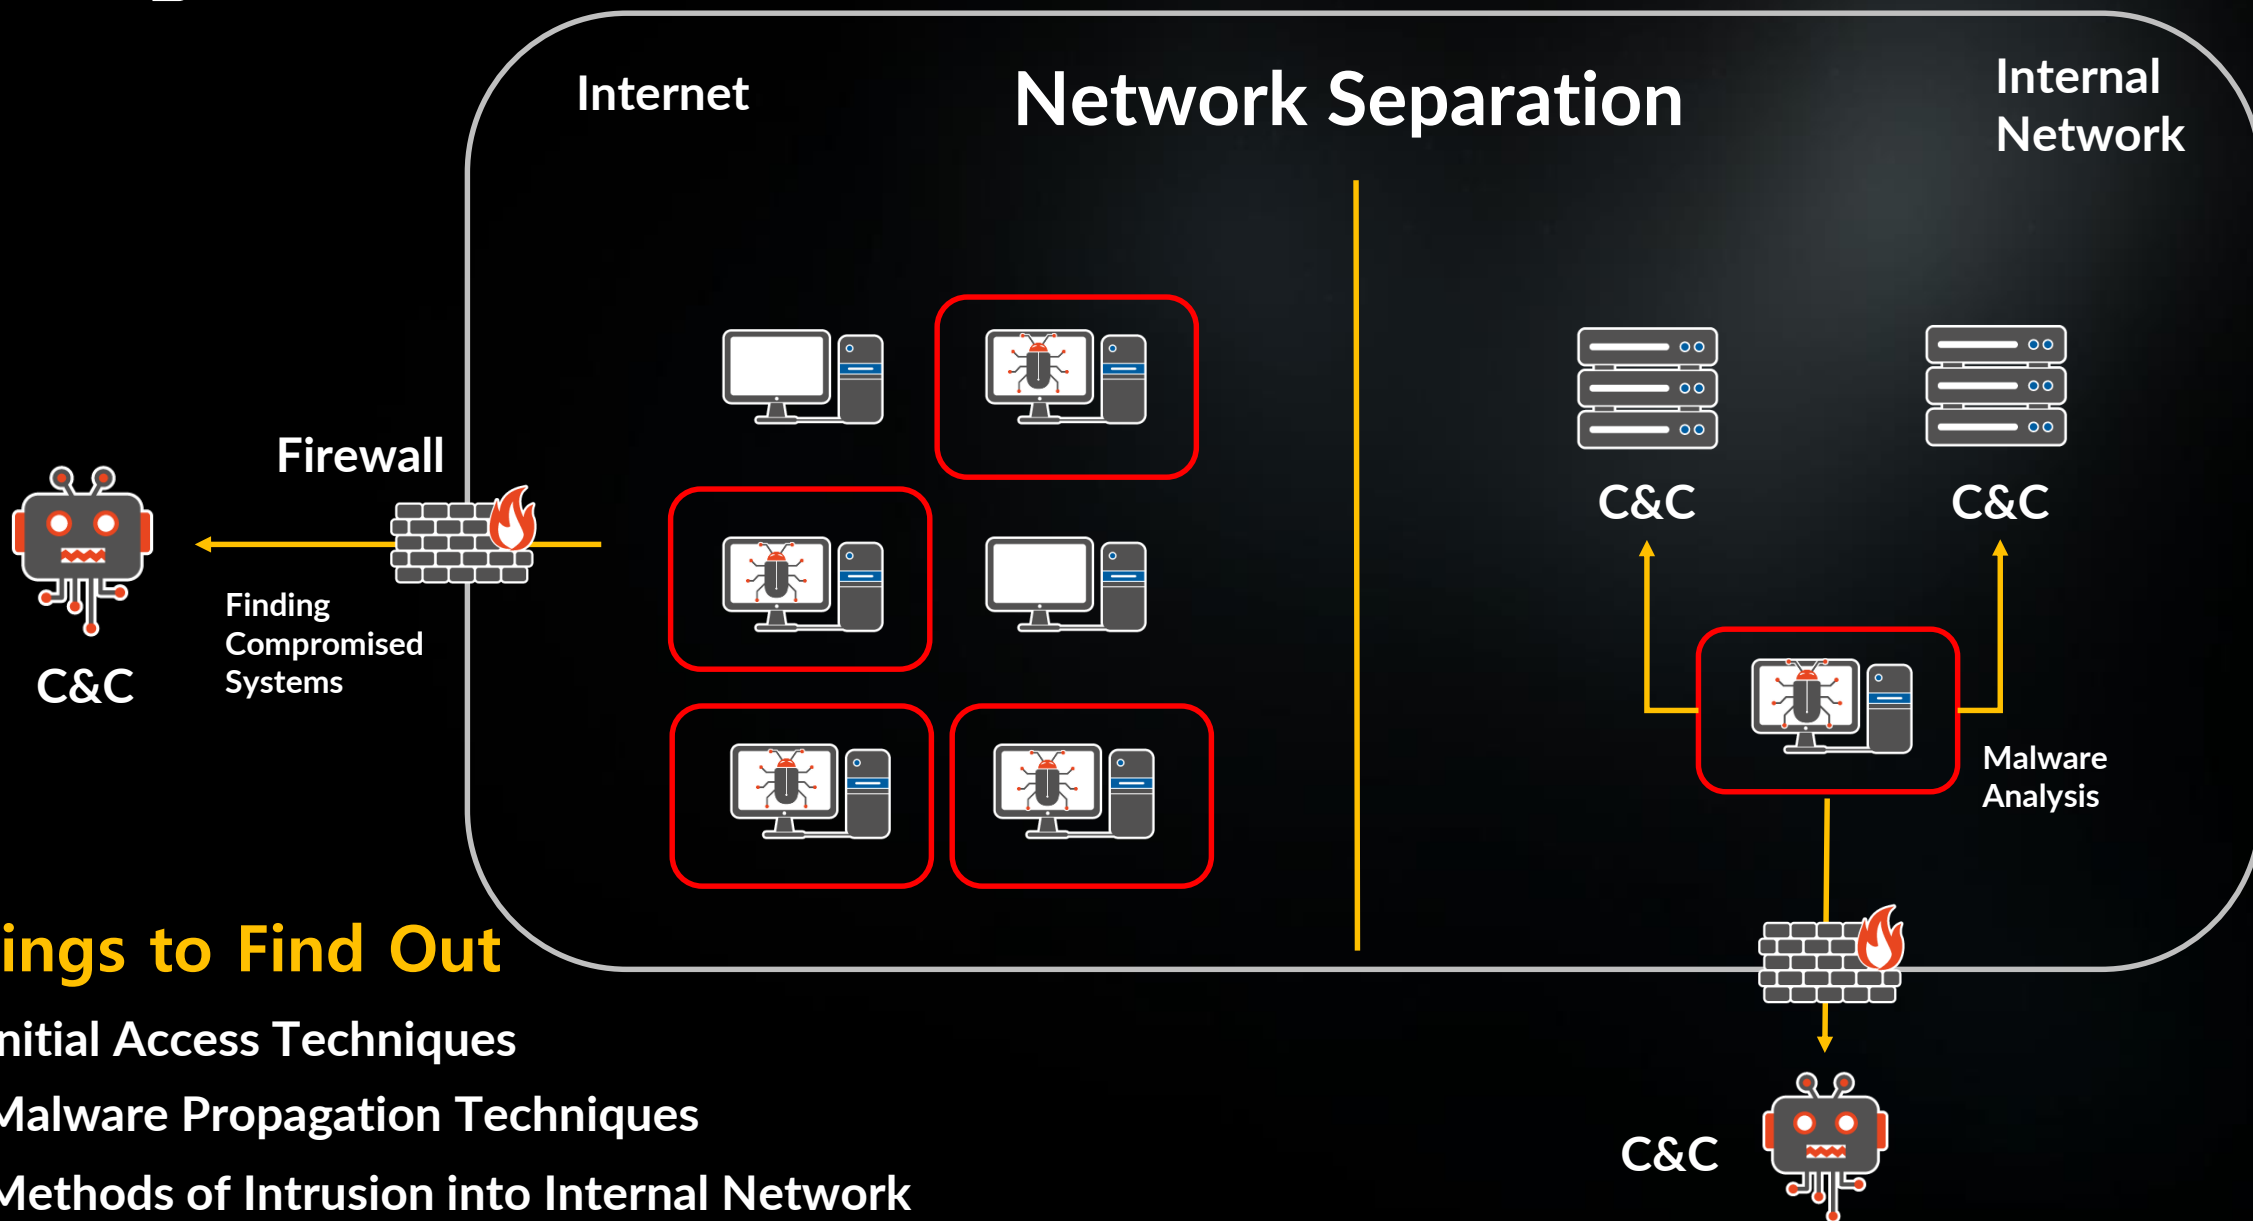 Internet
Network Separation
Internal
Network
Firewall
C&C
C&C
Finding
Compromised
Systems
C&C
Malware
Analysis
ings to Find Out
nitial Access Techniques
Malware Propagation Techniques
C&C
Methods of Intrusion into Internal Network